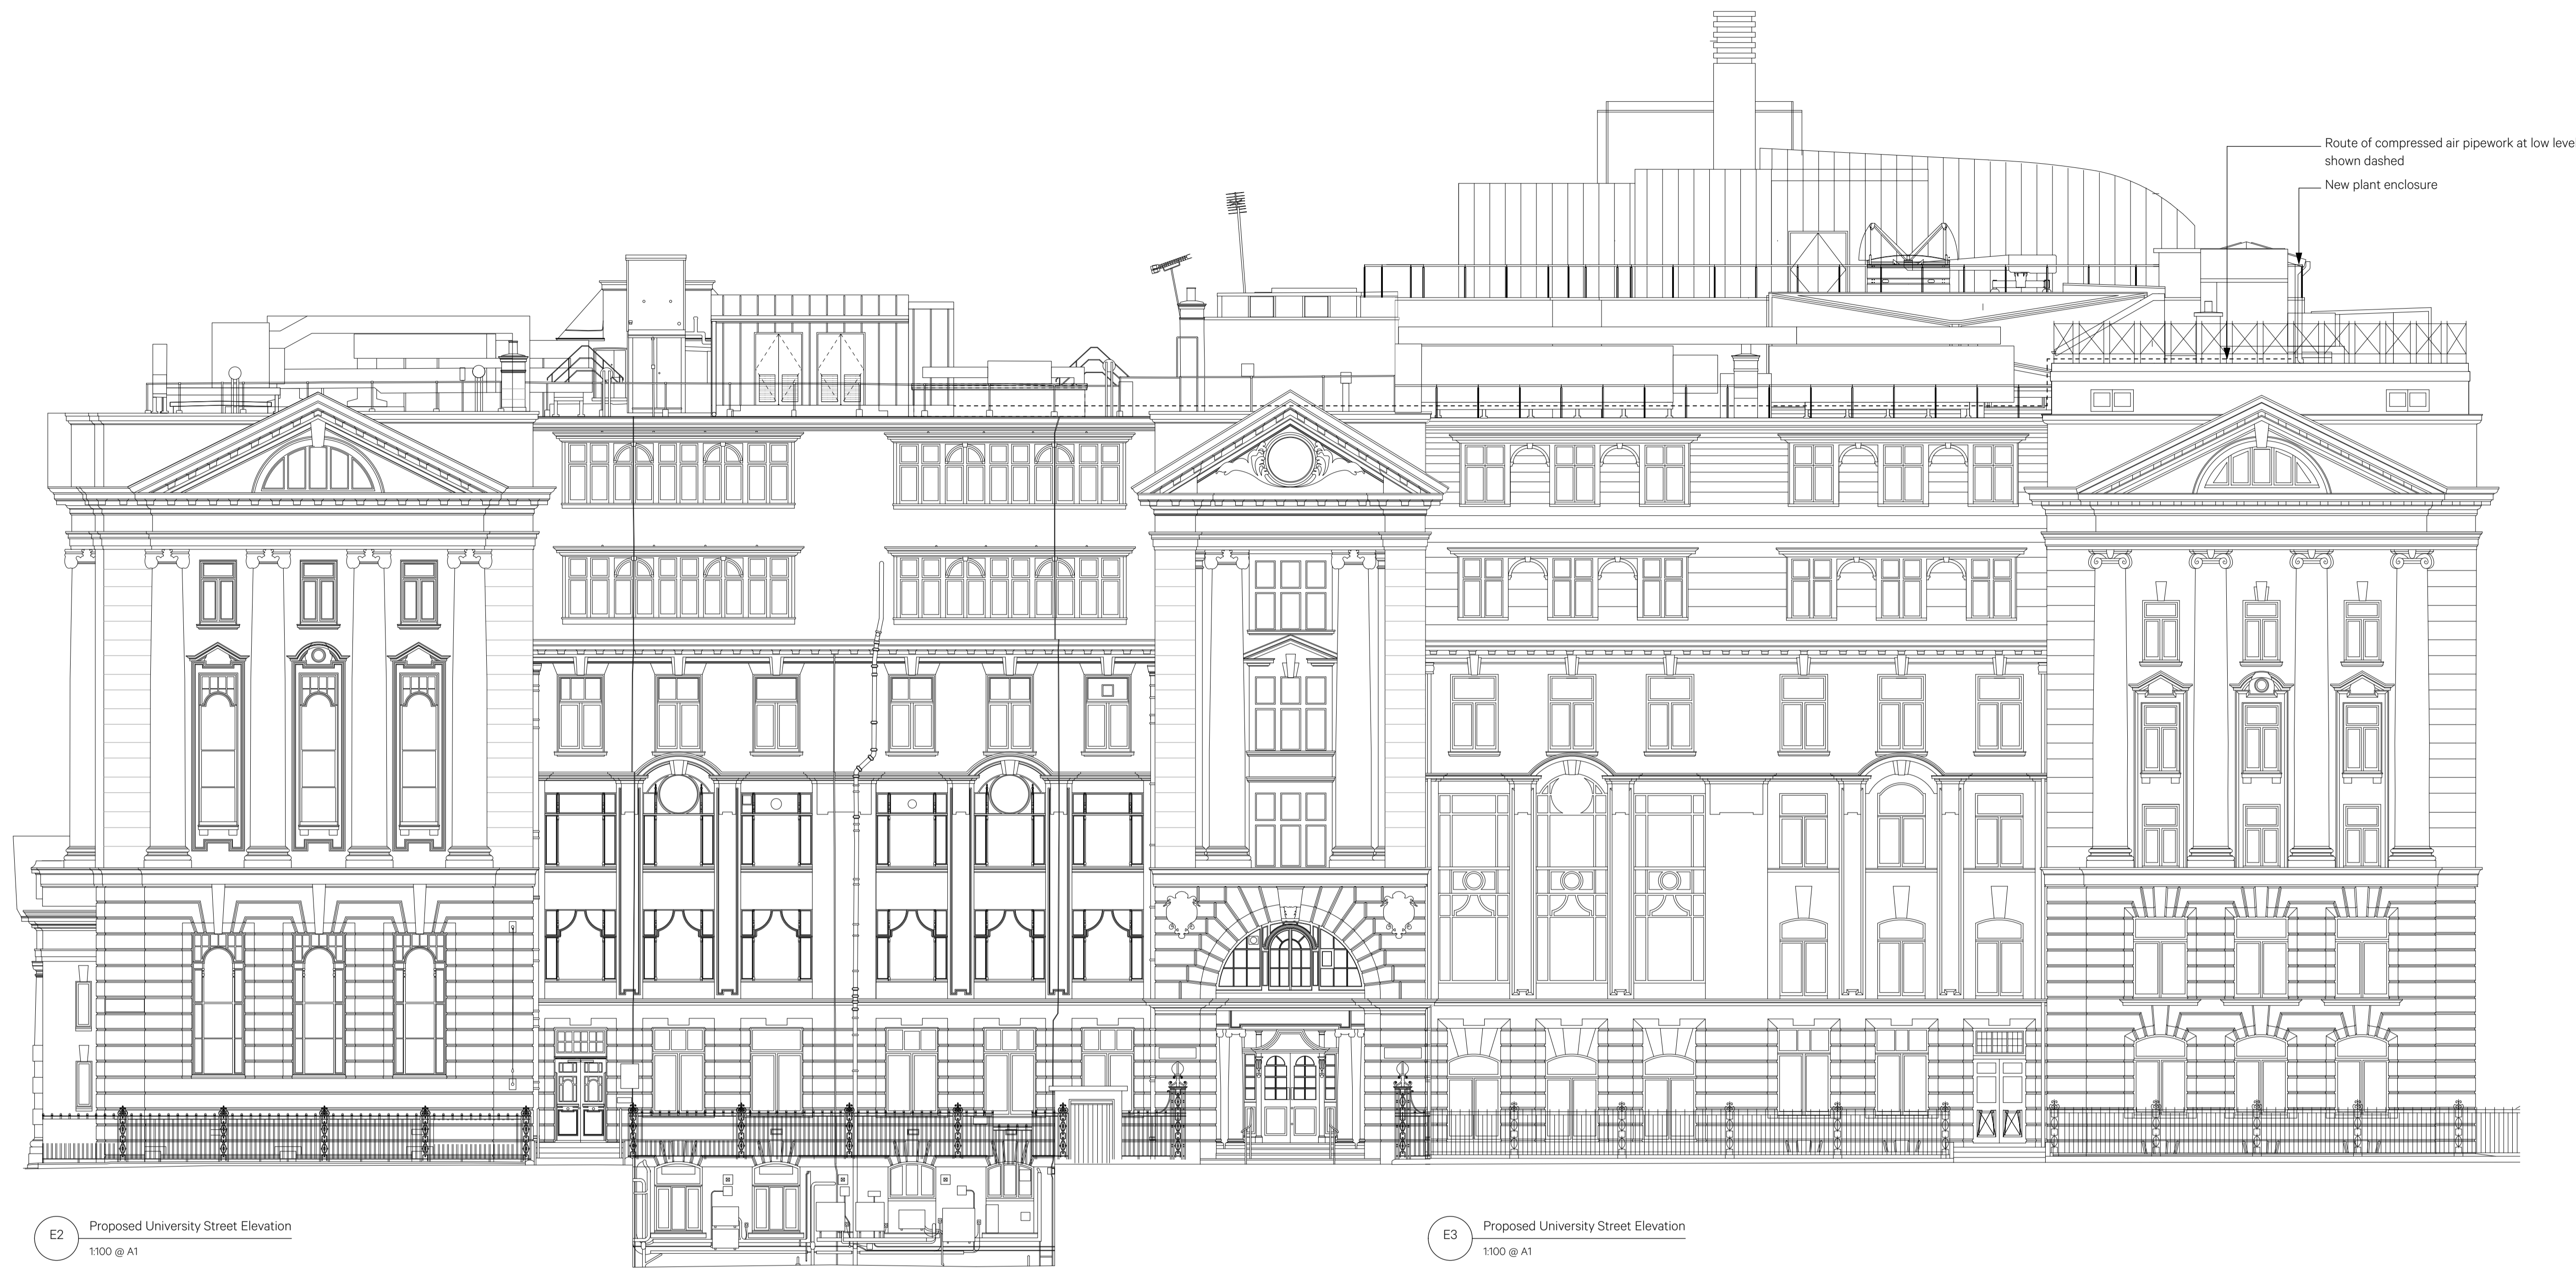 Route of compressed air pipework at low leve
shown dashed
New plant enclosure
E2
Proposed University Street Elevation
1:100 @ A1
E3
Proposed University Street Elevation
1:100 @ A1